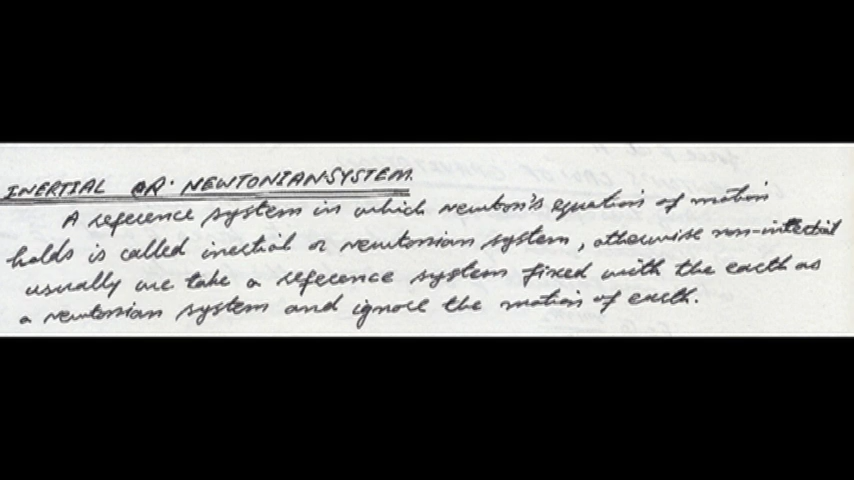 INERTIAL OR NEWTONIAN SYSTEM.
A reference system in which newton's equation of motion
holds is called inertial or newtonian system, otherwise non-intertial
usually we take a reference system fixed with the earth as
a newtonian system and ignore the motion of earth.